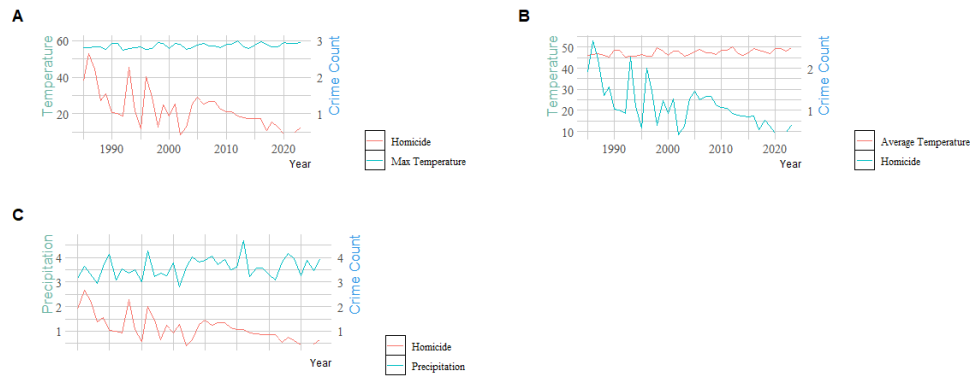 A
Temperature
60
40
20
3
2
1
Crime Count
1990
2000
2010
2020
Year
Homicide
Max Temperature
B
Temperature
50
40
30
20
10
2
1
Crime Count
1990
2000
2010
2020
Year
Average Temperature
Homicide
C
Precipitation
4
3
2
1
4
3
2
1
Crime Count
Year
Homicide
Precipitation